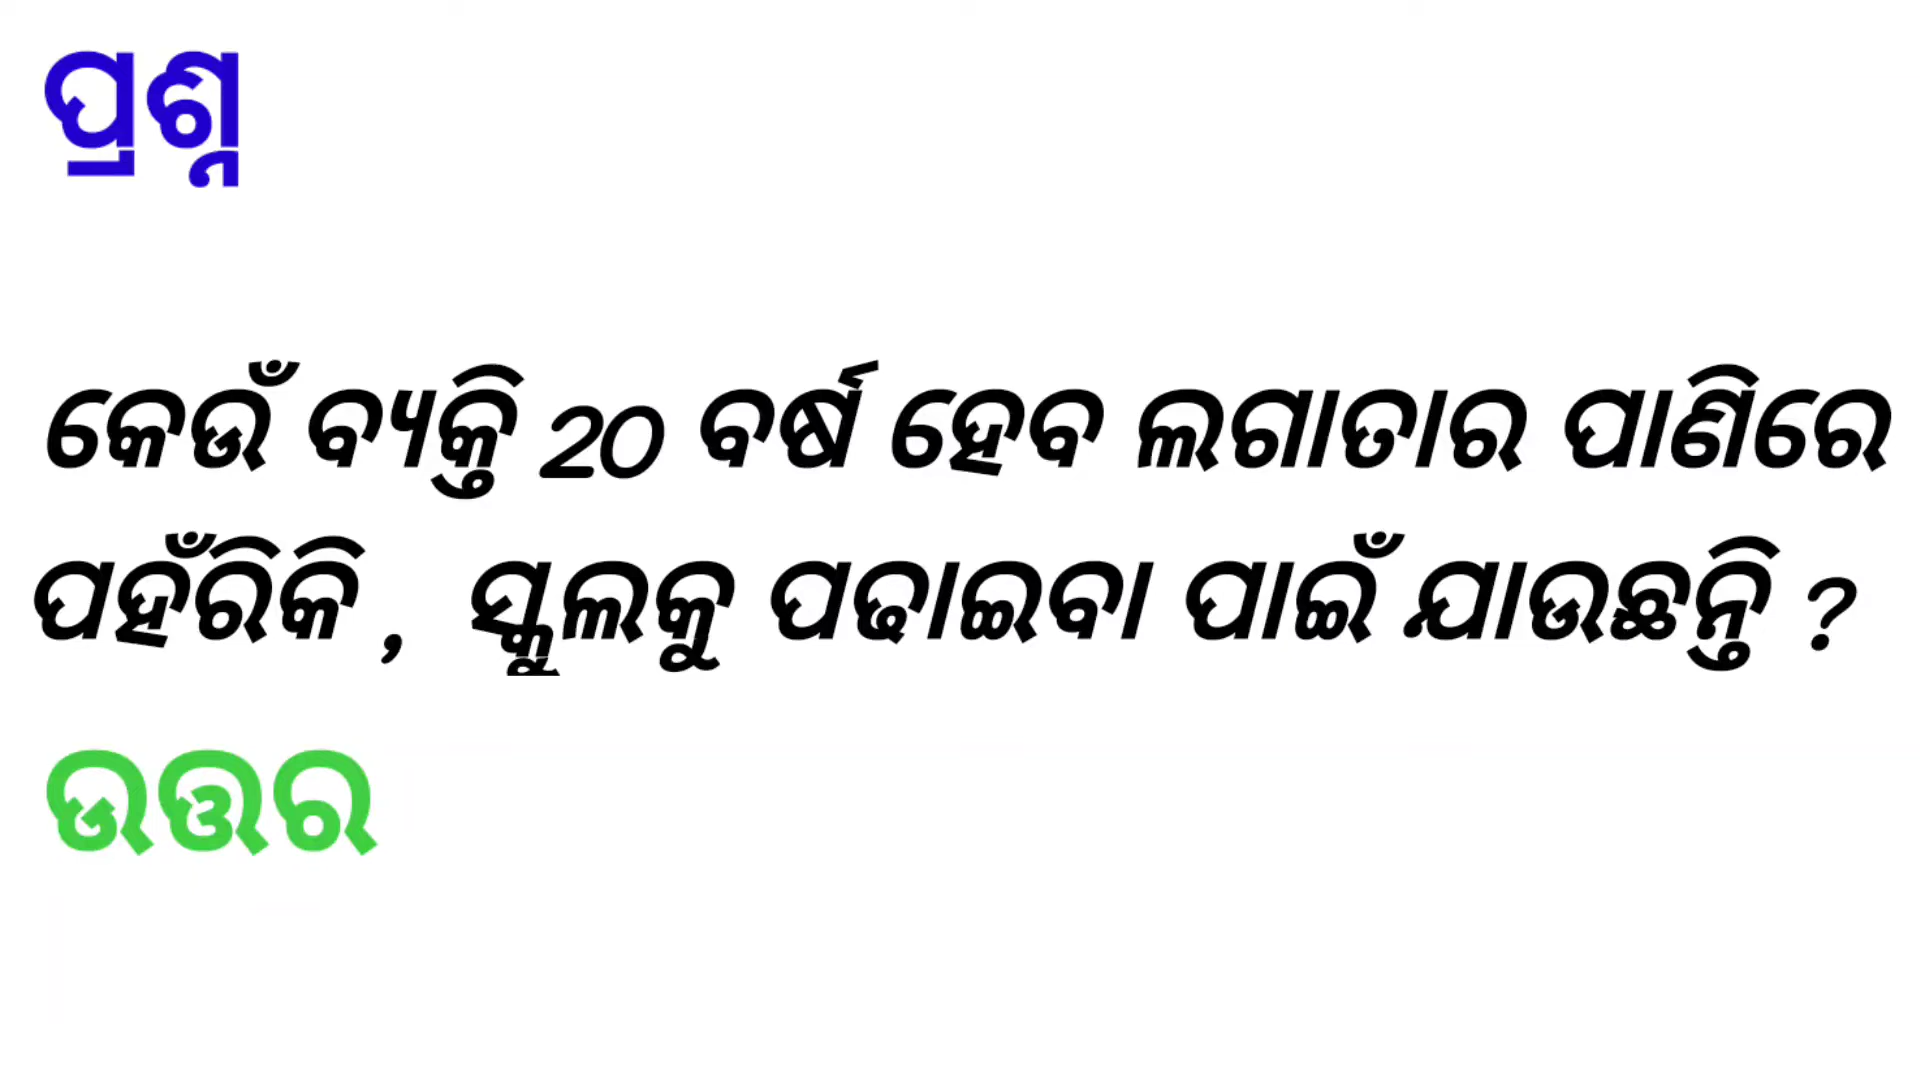 ପ୍ରଶ୍ନ
କେଉଁ ବ୍ୟକ୍ତି 20 ବର୍ଷ ହେବ ଲଗାତାର ପାଣିରେ
ପହଁରିକି , ସ୍କୁଲକୁ ପଢାଇବା ପାଇଁ ଯାଉଛନ୍ତି ?
ଉତ୍ତର